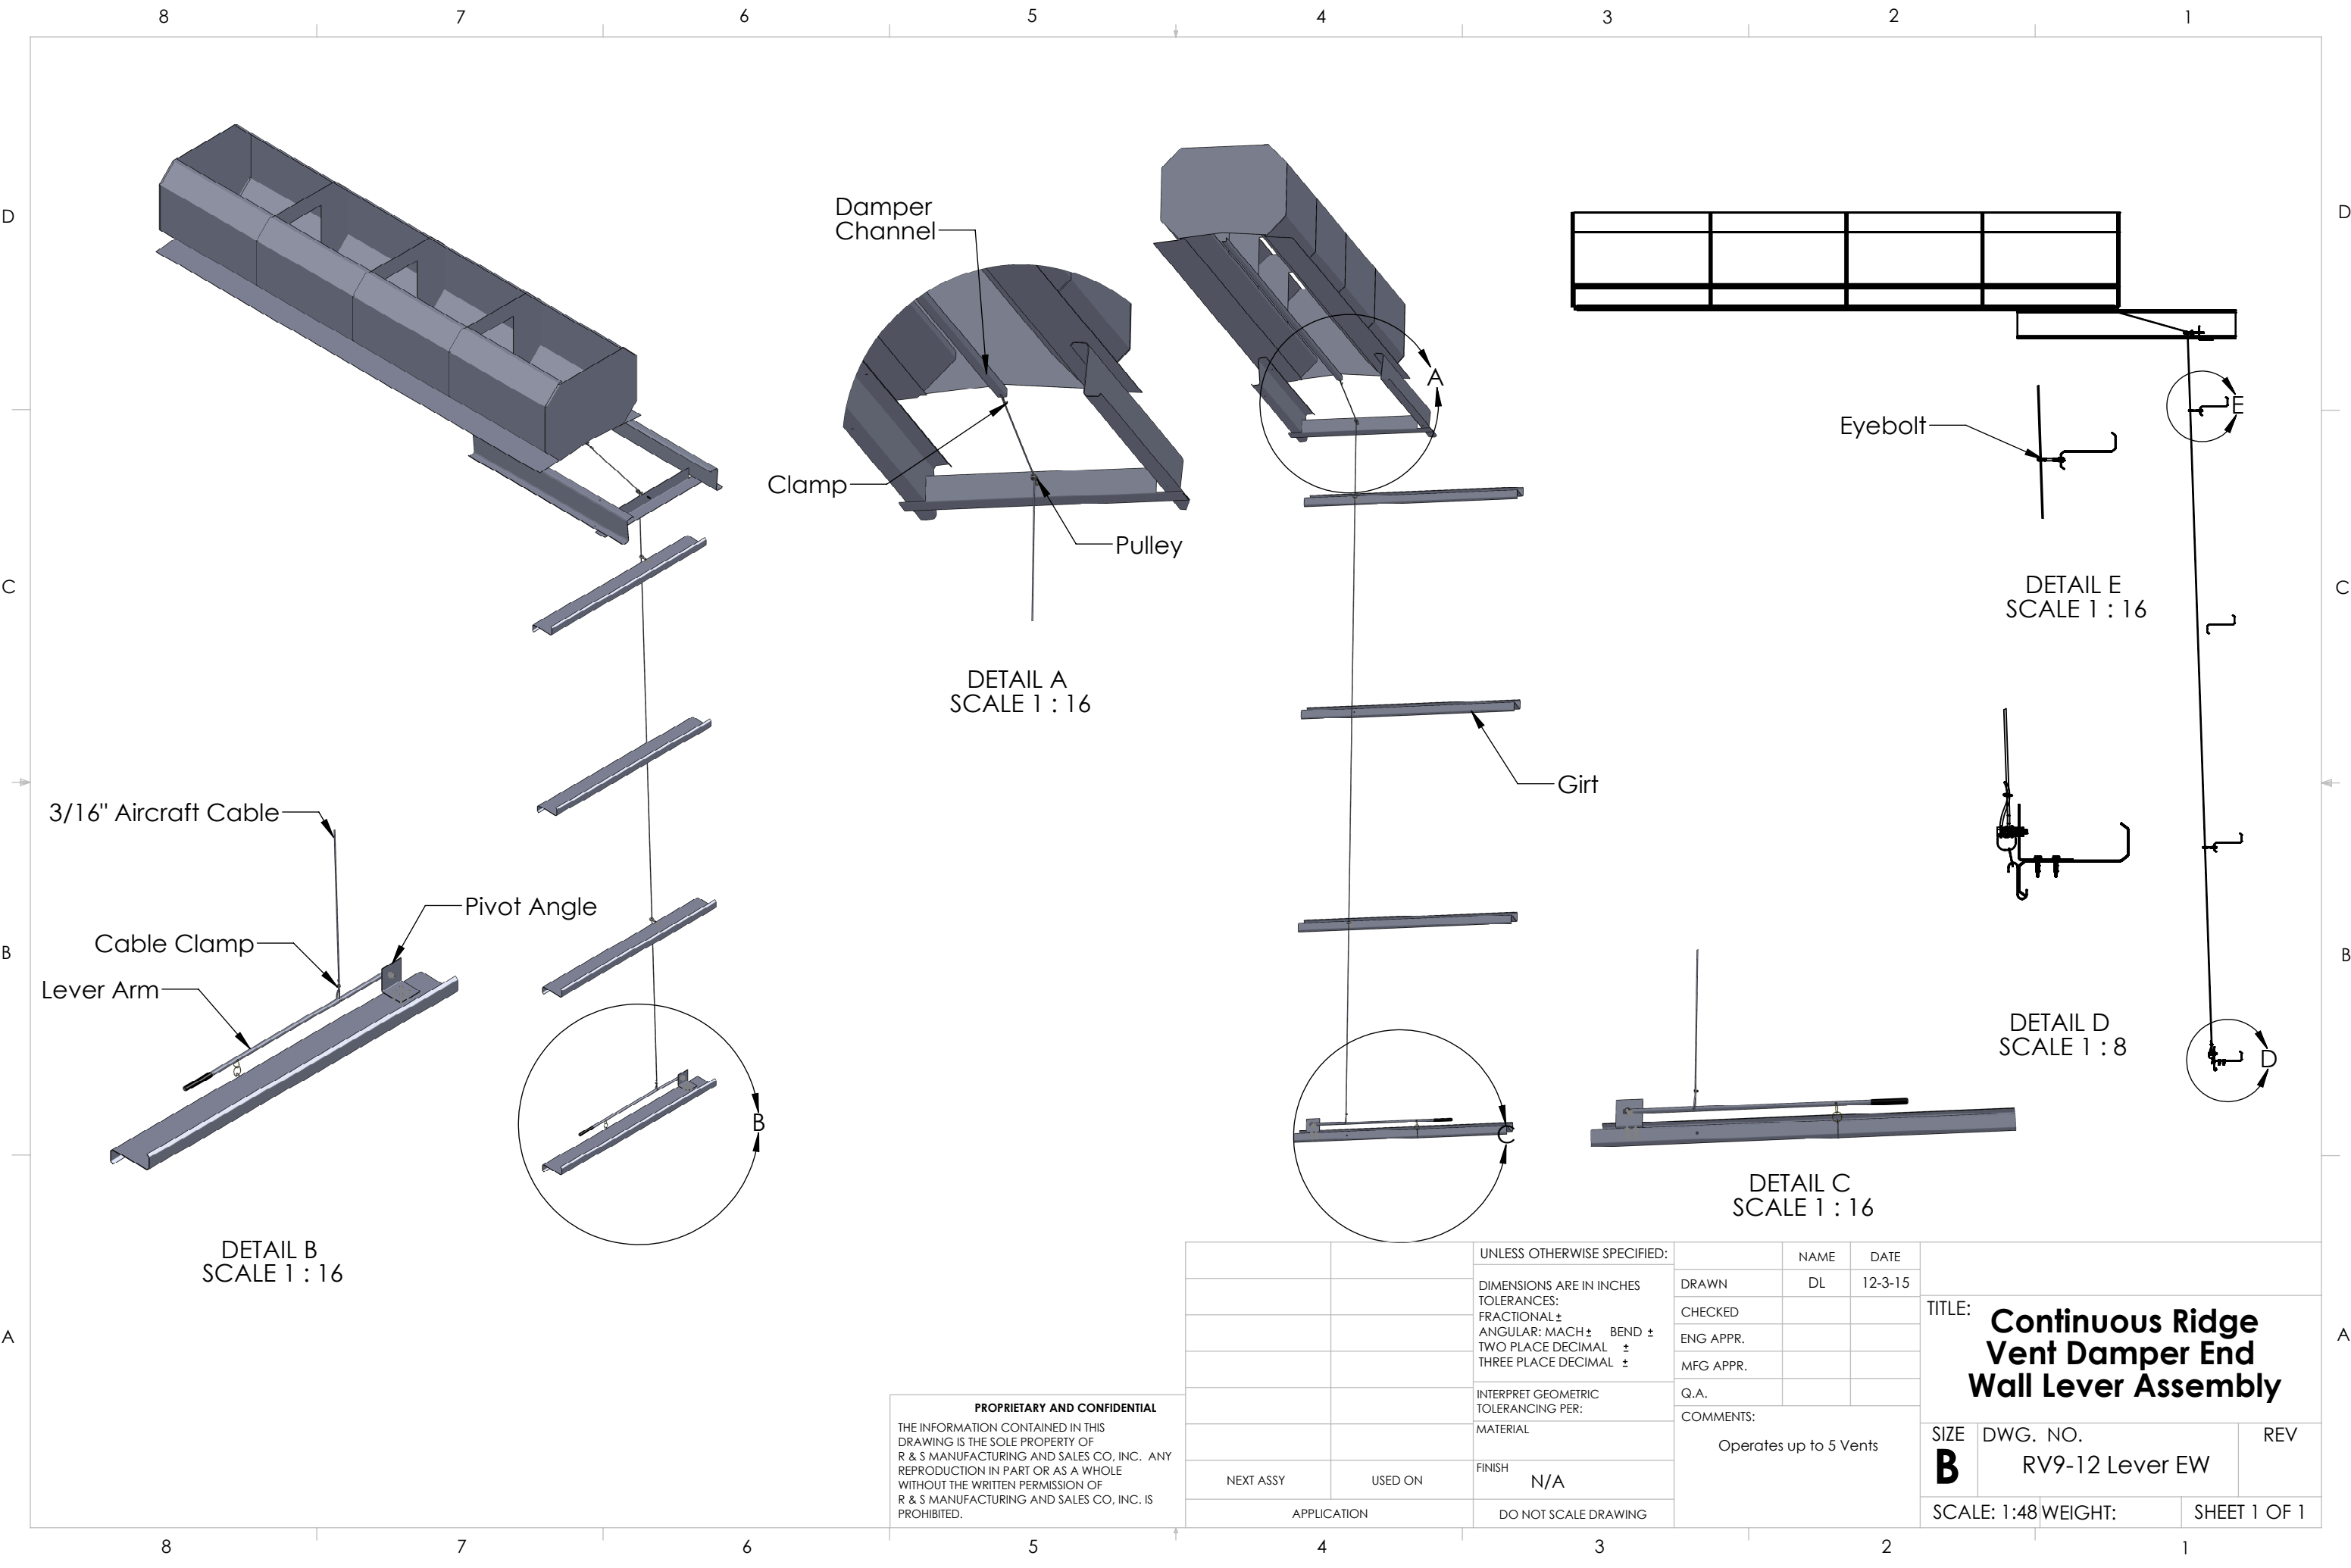 8 7 6 5 4 3 2 1
D
D
C
C
B
B
A
A
Damper
Channel
Clamp
Pulley
A
DETAIL A
SCALE 1 : 16
Eyebolt
E
DETAIL E
SCALE 1 : 16
Girt
3/16" Aircraft Cable
Pivot Angle
Cable Clamp
Lever Arm
B
DETAIL B
SCALE 1 : 16
C
DETAIL C
SCALE 1 : 16
D
DETAIL D
SCALE 1 : 8
PROPRIETARY AND CONFIDENTIAL
THE INFORMATION CONTAINED IN THIS
DRAWING IS THE SOLE PROPERTY OF
R & S MANUFACTURING AND SALES CO, INC. ANY
REPRODUCTION IN PART OR AS A WHOLE
WITHOUT THE WRITTEN PERMISSION OF
R & S MANUFACTURING AND SALES CO, INC. IS
PROHIBITED.
NEXT ASSY
USED ON
APPLICATION
UNLESS OTHERWISE SPECIFIED:
DIMENSIONS ARE IN INCHES
TOLERANCES:
FRACTIONAL ±
ANGULAR: MACH ± BEND ±
TWO PLACE DECIMAL ±
THREE PLACE DECIMAL ±
INTERPRET GEOMETRIC
TOLERANCING PER:
MATERIAL
FINISH
N/A
DO NOT SCALE DRAWING
NAME DATE
DRAWN DL 12-3-15
CHECKED
ENG APPR.
MFG APPR.
Q.A.
COMMENTS:
Operates up to 5 Vents
TITLE:
Continuous Ridge
Vent Damper End
Wall Lever Assembly
SIZE
B
DWG. NO.
RV9-12 Lever EW
REV
SCALE: 1:48
WEIGHT:
SHEET 1 OF 1
8 7 6 5 4 3 2 1